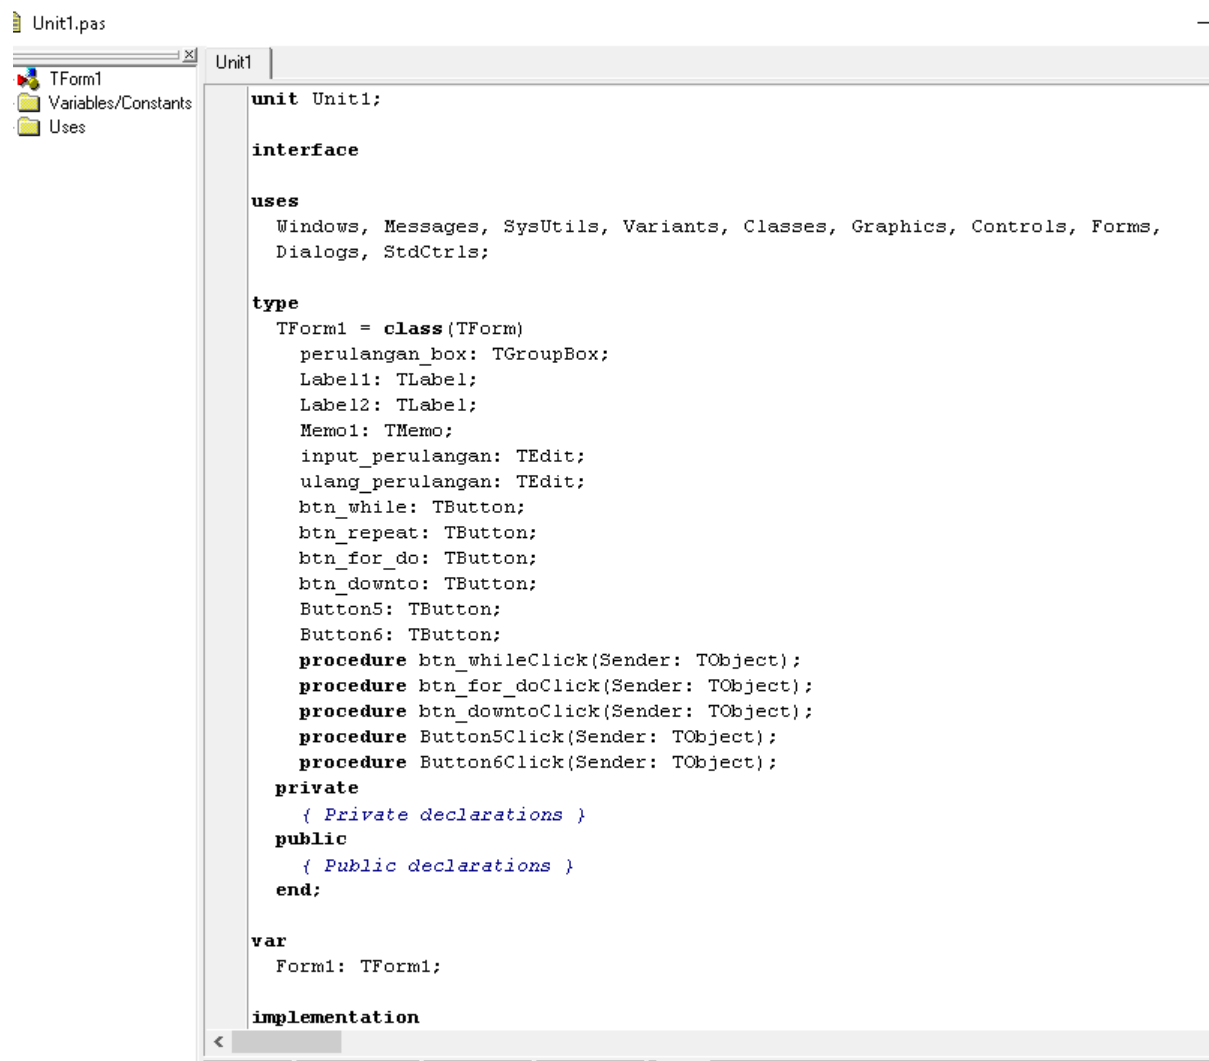 Unit1.pas
TForm1
Variables/Constants
Uses
Unit1
unit Unit1;
interface
uses
Windows, Messages, SysUtils, Variants, Classes, Graphics, Controls, Forms,
Dialogs, StdCtrls;
type
TForm1 = class(TForm)
perulangan_box: TGroupBox;
Label1: TLabel;
Label2: TLabel;
Memo1: TMemo;
input_perulangan: TEdit;
ulang_perulangan: TEdit;
btn_while: TButton;
btn_repeat: TButton;
btn_for_do: TButton;
btn_downto: TButton;
Button5: TButton;
Button6: TButton;
procedure btn_whileClick(Sender: TObject);
procedure btn_for_doClick(Sender: TObject);
procedure btn_downtoClick(Sender: TObject);
procedure Button5Click(Sender: TObject);
procedure Button6Click(Sender: TObject);
private
{ Private declarations }
public
{ Public declarations }
end;
var
Form1: TForm1;
implementation